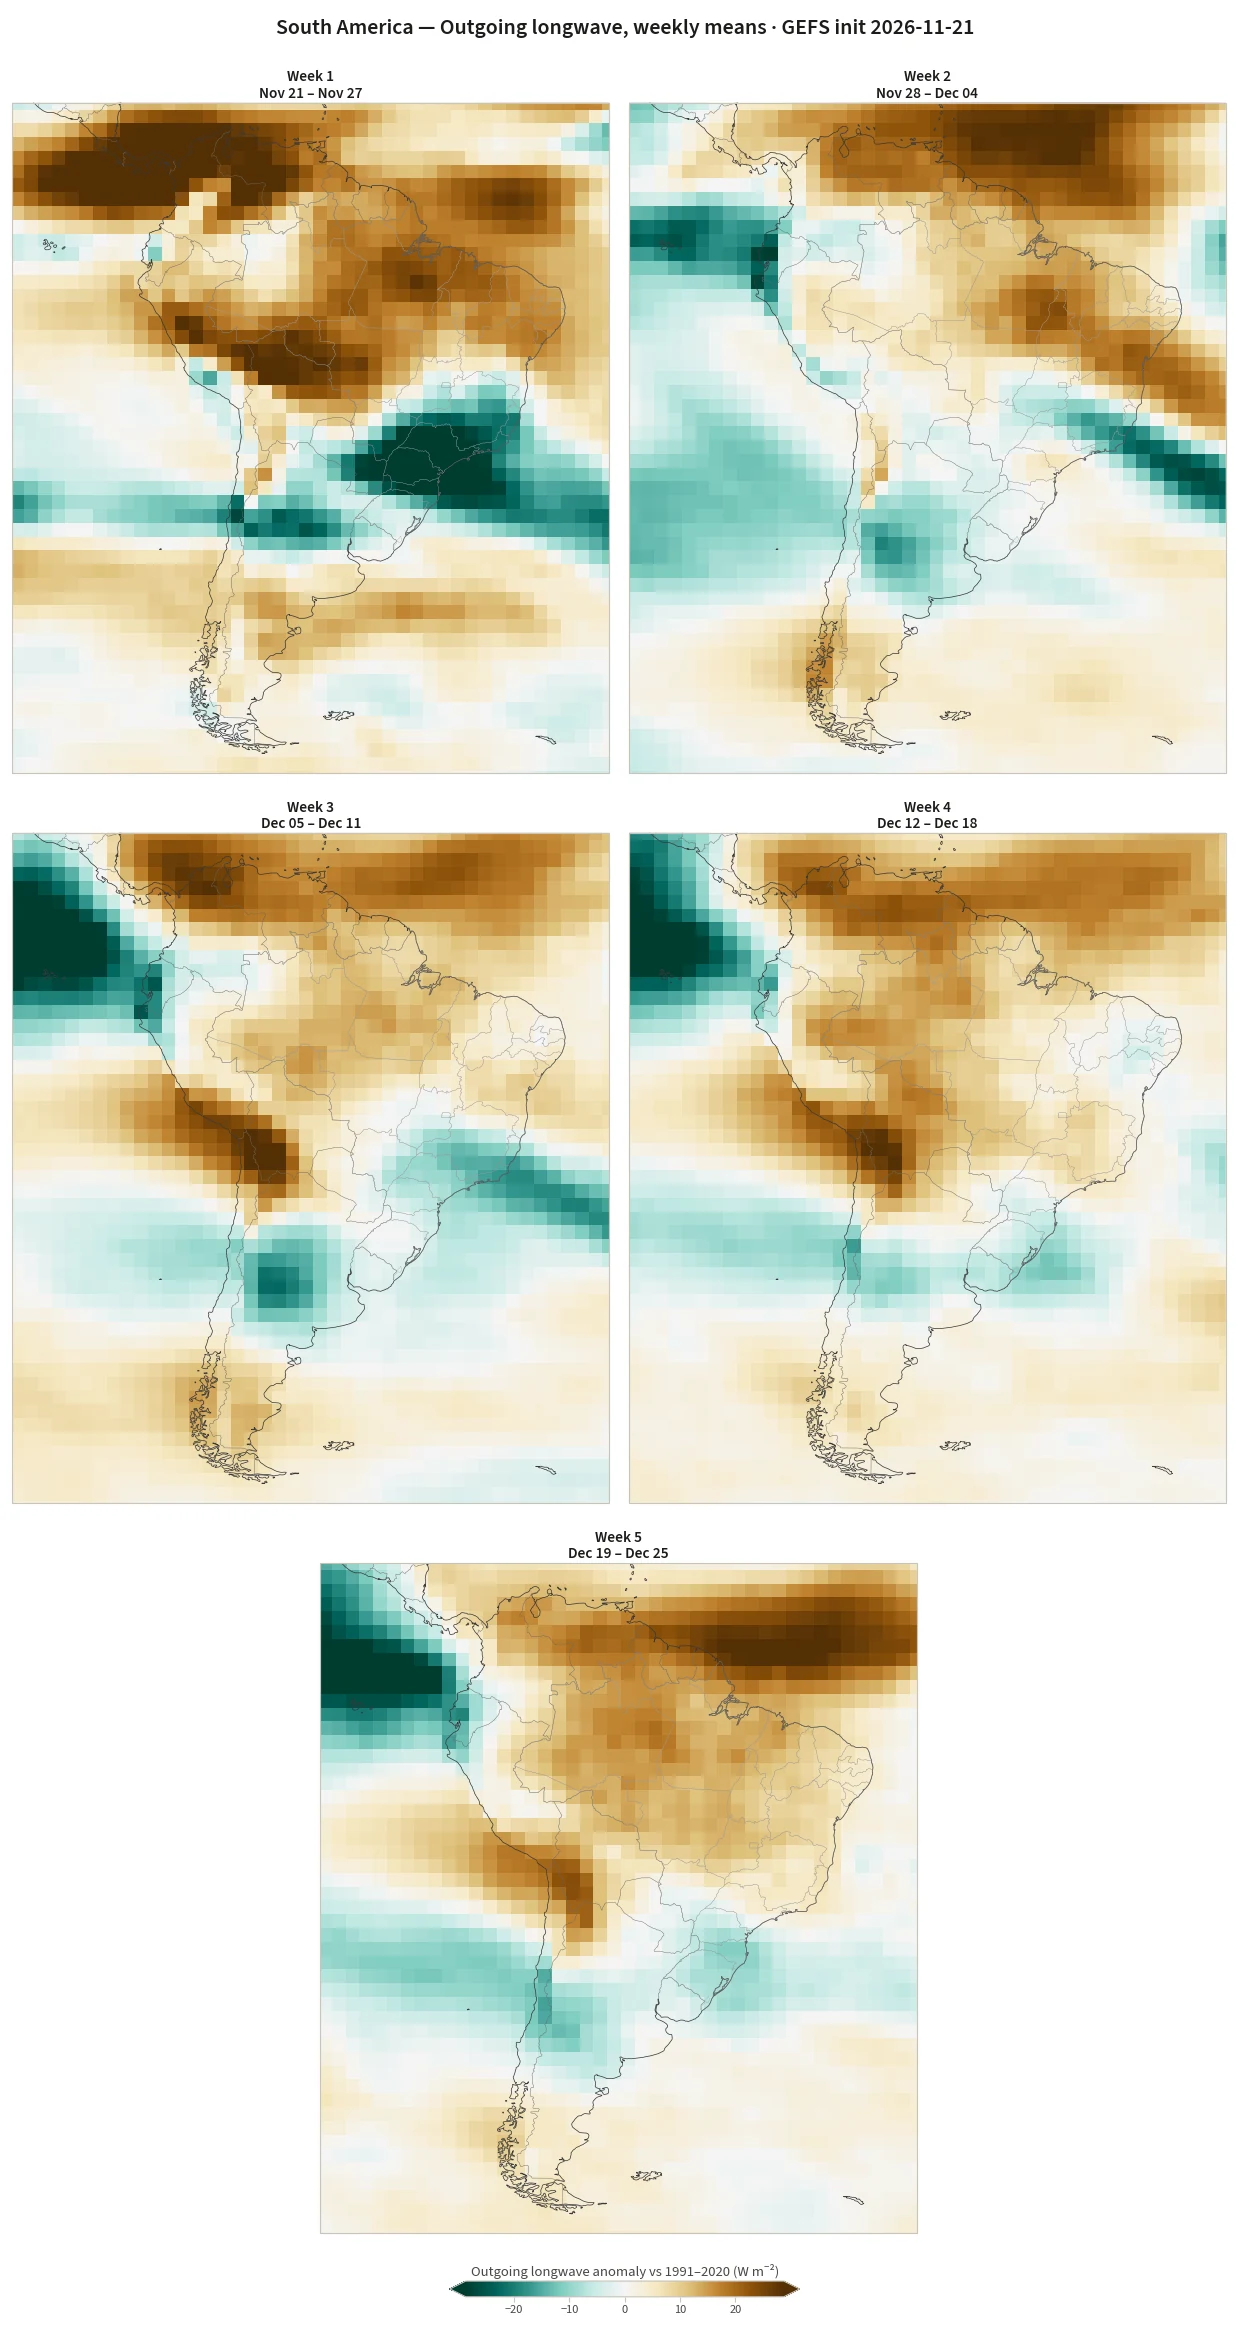 South America — Outgoing longwave, weekly means · GEFS init 2026-11-21
Week 1
Nov 21 – Nov 27
Week 2
Nov 28 – Dec 04
Week 3
Dec 05 – Dec 11
Week 4
Dec 12 – Dec 18
Week 5
Dec 19 – Dec 25
Outgoing longwave anomaly vs 1991–2020 (W m⁻²)
−20 −10 0 10 20